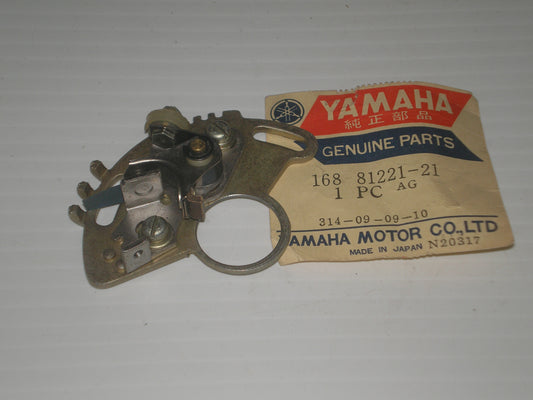 YAMAHA
純正部品
GENUINE PARTS
168 81221-21
1 PC AG
314-09-09-10
YAMAHA MOTOR CO.,LTD
MADE IN JAPAN N20317